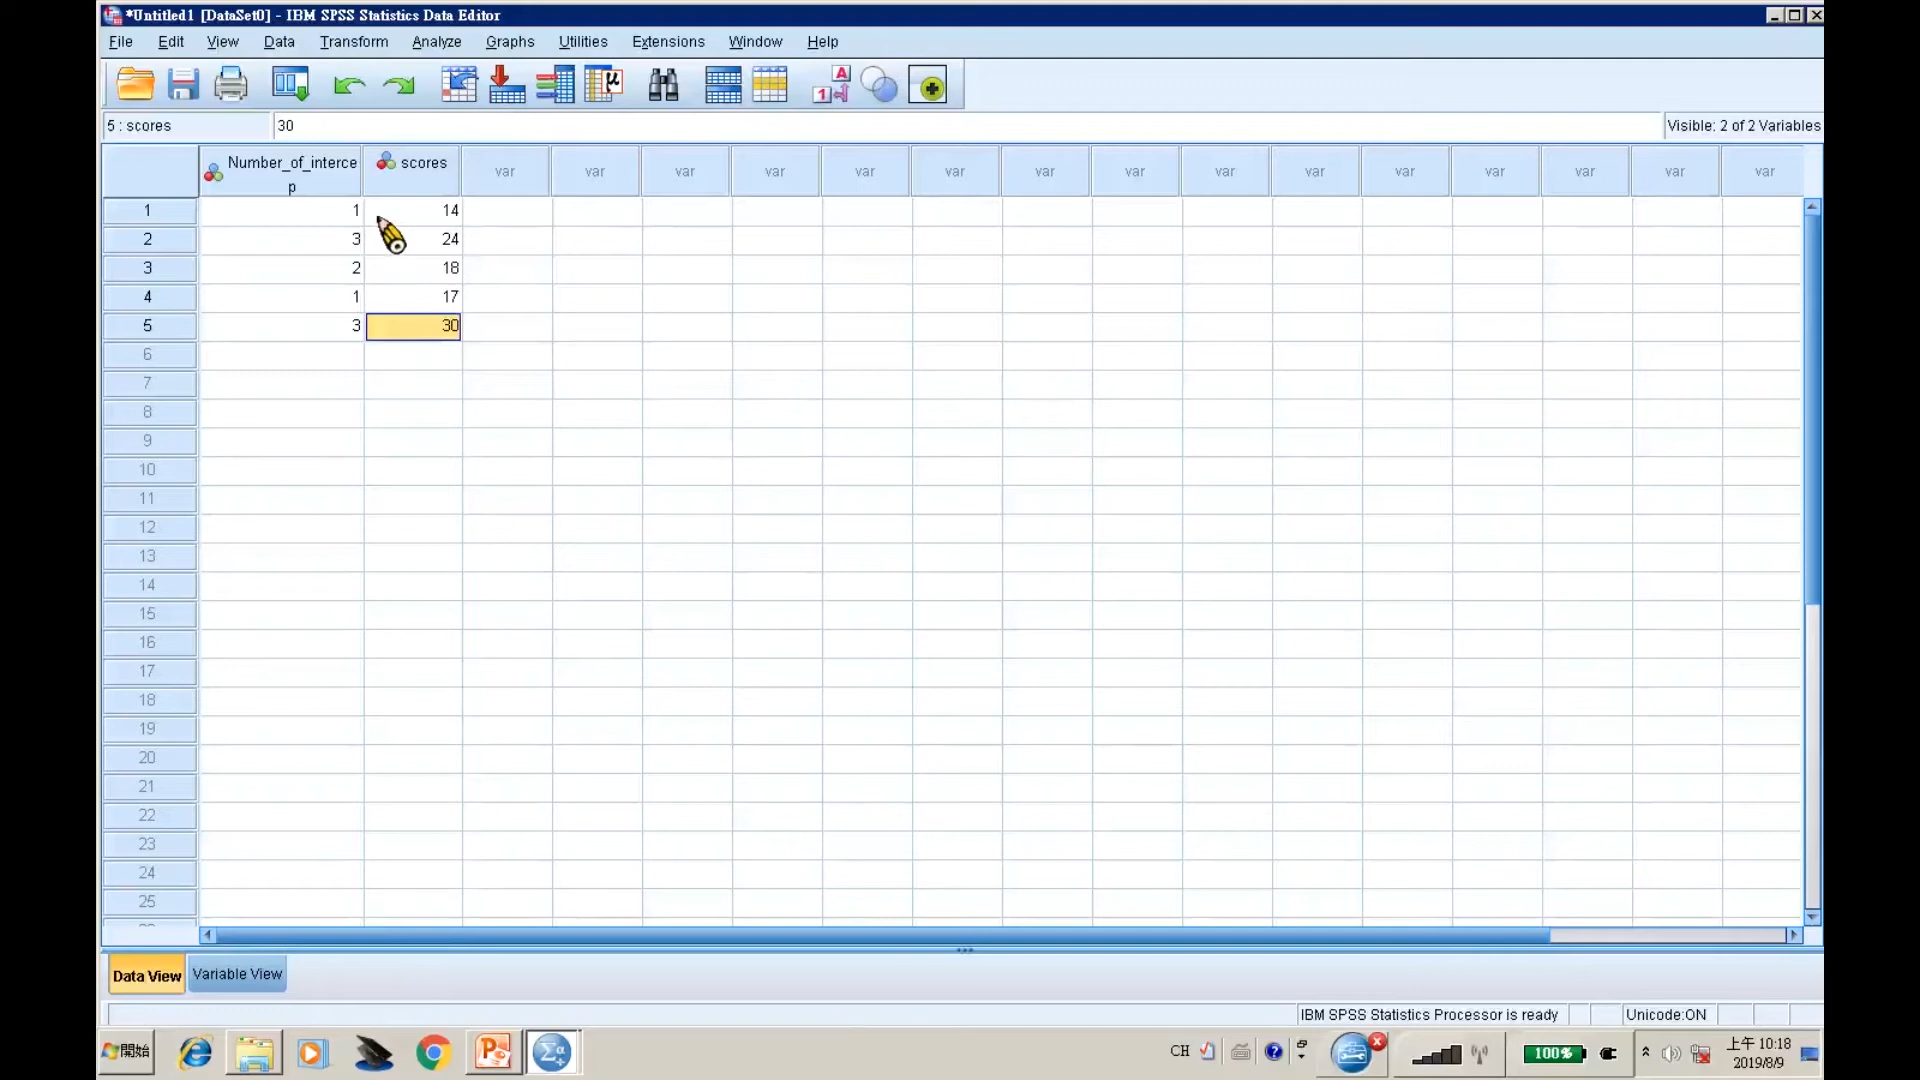 *Untitled1 [DataSet0] - IBM SPSS Statistics Data Editor
File Edit View Data Transform Analyze Graphs Utilities Extensions Window Help
5 : scores 30 Visible: 2 of 2 Variables
Number_of_interce
p scores var var var var var var var var var var var var var var var
1 1 14
2 3 24
3 2 18
4 1 17
5 3 30
6
7
8
9
10
11
12
13
14
15
16
17
18
19
20
21
22
23
24
25
Data View Variable View
IBM SPSS Statistics Processor is ready Unicode:ON
開始 CH 100% 上午 10:18
2019/8/9